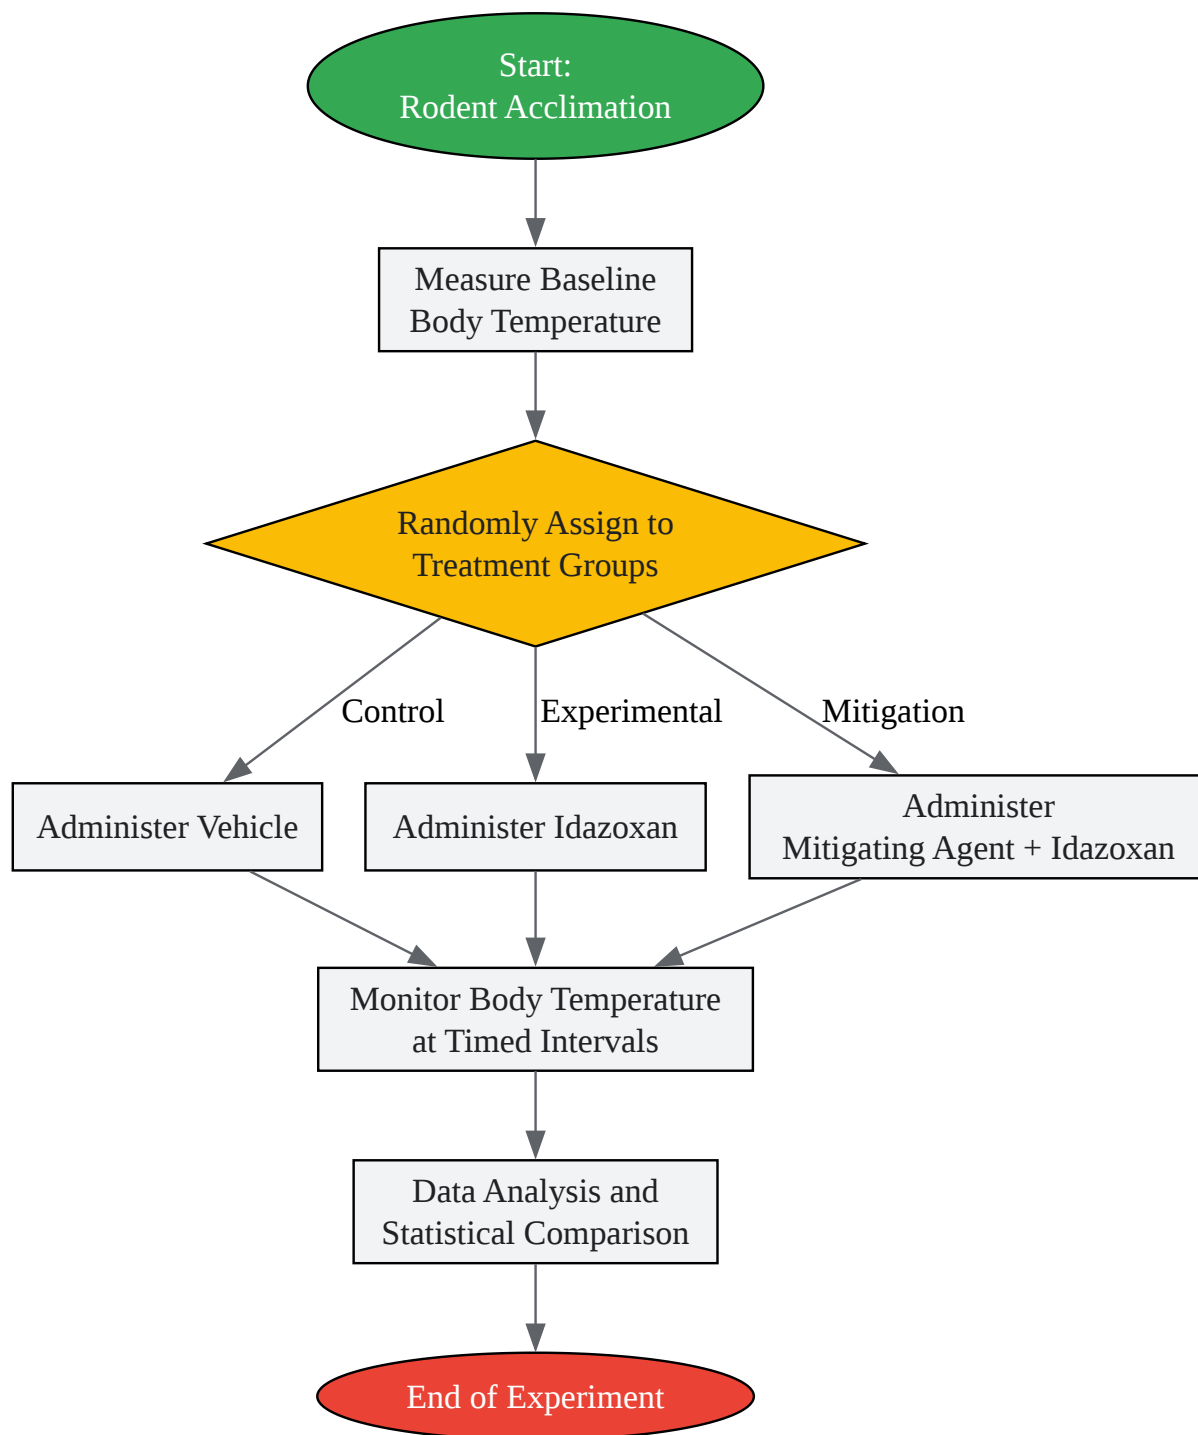 Start:
Rodent Acclimation
Measure Baseline
Body Temperature
Randomly Assign to
Treatment Groups
Control
Experimental
Mitigation
Administer Vehicle
Administer Idazoxan
Administer
Mitigating Agent + Idazoxan
Monitor Body Temperature
at Timed Intervals
Data Analysis and
Statistical Comparison
End of Experiment